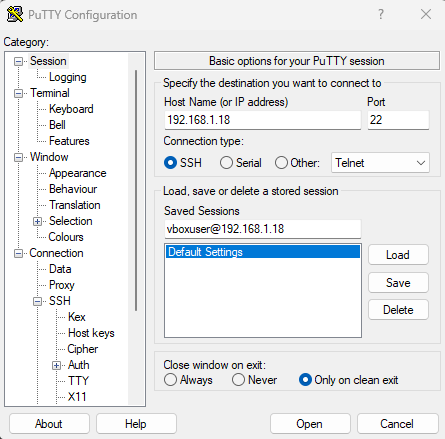 PuTTY Configuration
?
Category:
Session
Logging
Terminal
Keyboard
Bell
Features
Window
Appearance
Behaviour
Translation
Selection
Colours
Connection
Data
Proxy
SSH
Kex
Host keys
Cipher
Auth
TTY
X11
Basic options for your PuTTY session
Specify the destination you want to connect to
Host Name (or IP address) Port
192.168.1.18 22
Connection type:
SSH Serial Other: Telnet
Load, save or delete a stored session
Saved Sessions
vboxuser@192.168.1.18
Default Settings
Load
Save
Delete
Close window on exit:
Always Never Only on clean exit
About Help Open Cancel